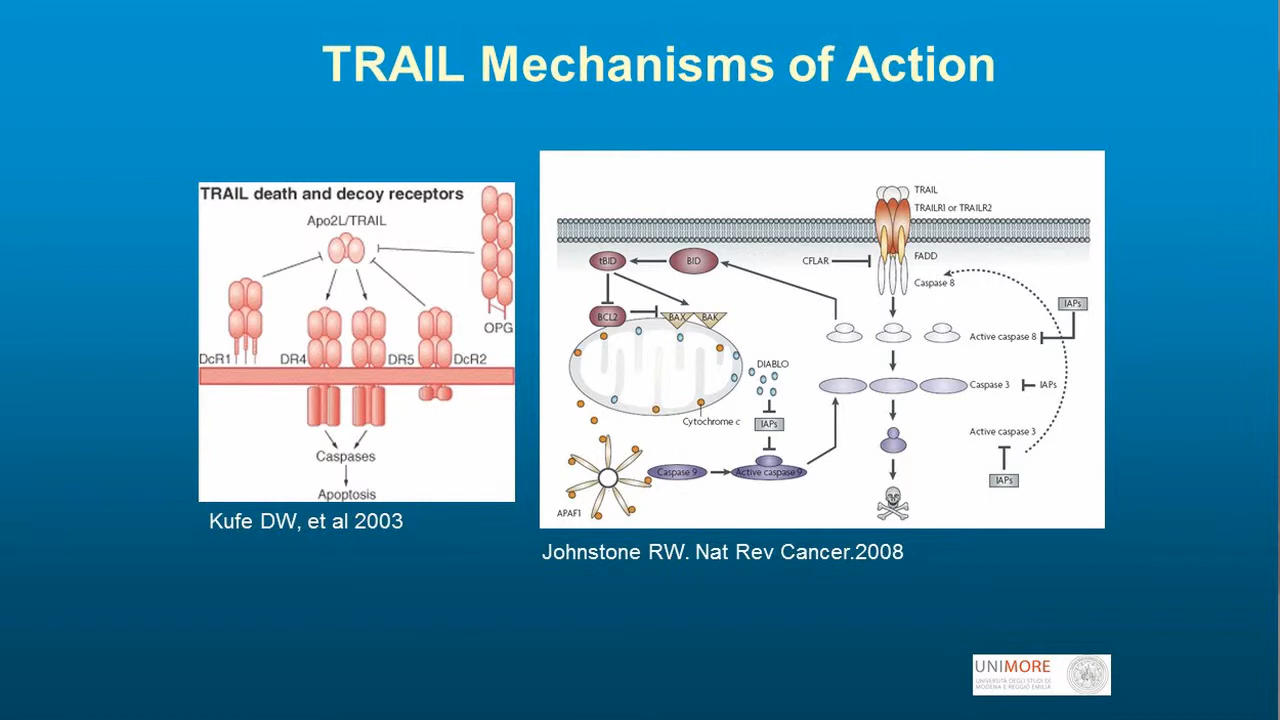 TRAIL Mechanisms of Action
TRAIL death and decoy receptors
Apo2L/TRAIL
OPG
DcR1
DR4
DR5
DcR2
Caspases
Apoptosis
Kufe DW, et al 2003
TRAIL
TRAILR1 or TRAILR2
tBID
BID
CFLAR
FADD
Caspase 8
IAPs
BCL2
BAX
BAK
Active caspase 8
DIABLO
Caspase 3
IAPs
Cytochrome c
IAPs
Active caspase 3
Caspase 9
Active caspase 9
IAPs
APAF1
Johnstone RW. Nat Rev Cancer.2008
UNIMORE
UNIVERSITÀ DEGLI STUDI DI
MODENA E REGGIO EMILIA